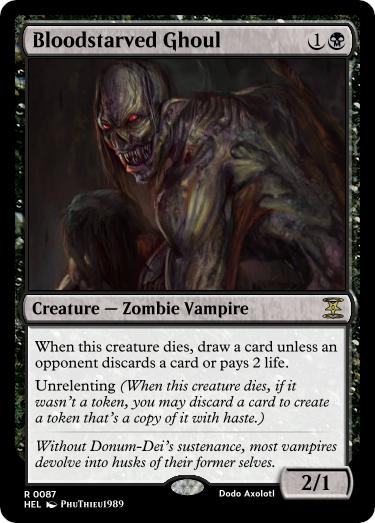 Bloodstarved Ghoul 1
Creature — Zombie Vampire
When this creature dies, draw a card unless an
opponent discards a card or pays 2 life.
Unrelenting (When this creature dies, if it
wasn't a token, you may discard a card to create
a token that's a copy of it with haste.)
Without Donum-Dei's sustenance, most vampires
devolve into husks of their former selves.
2/1
R 0087
HEL PhuThieu1989
Dodo Axolotl